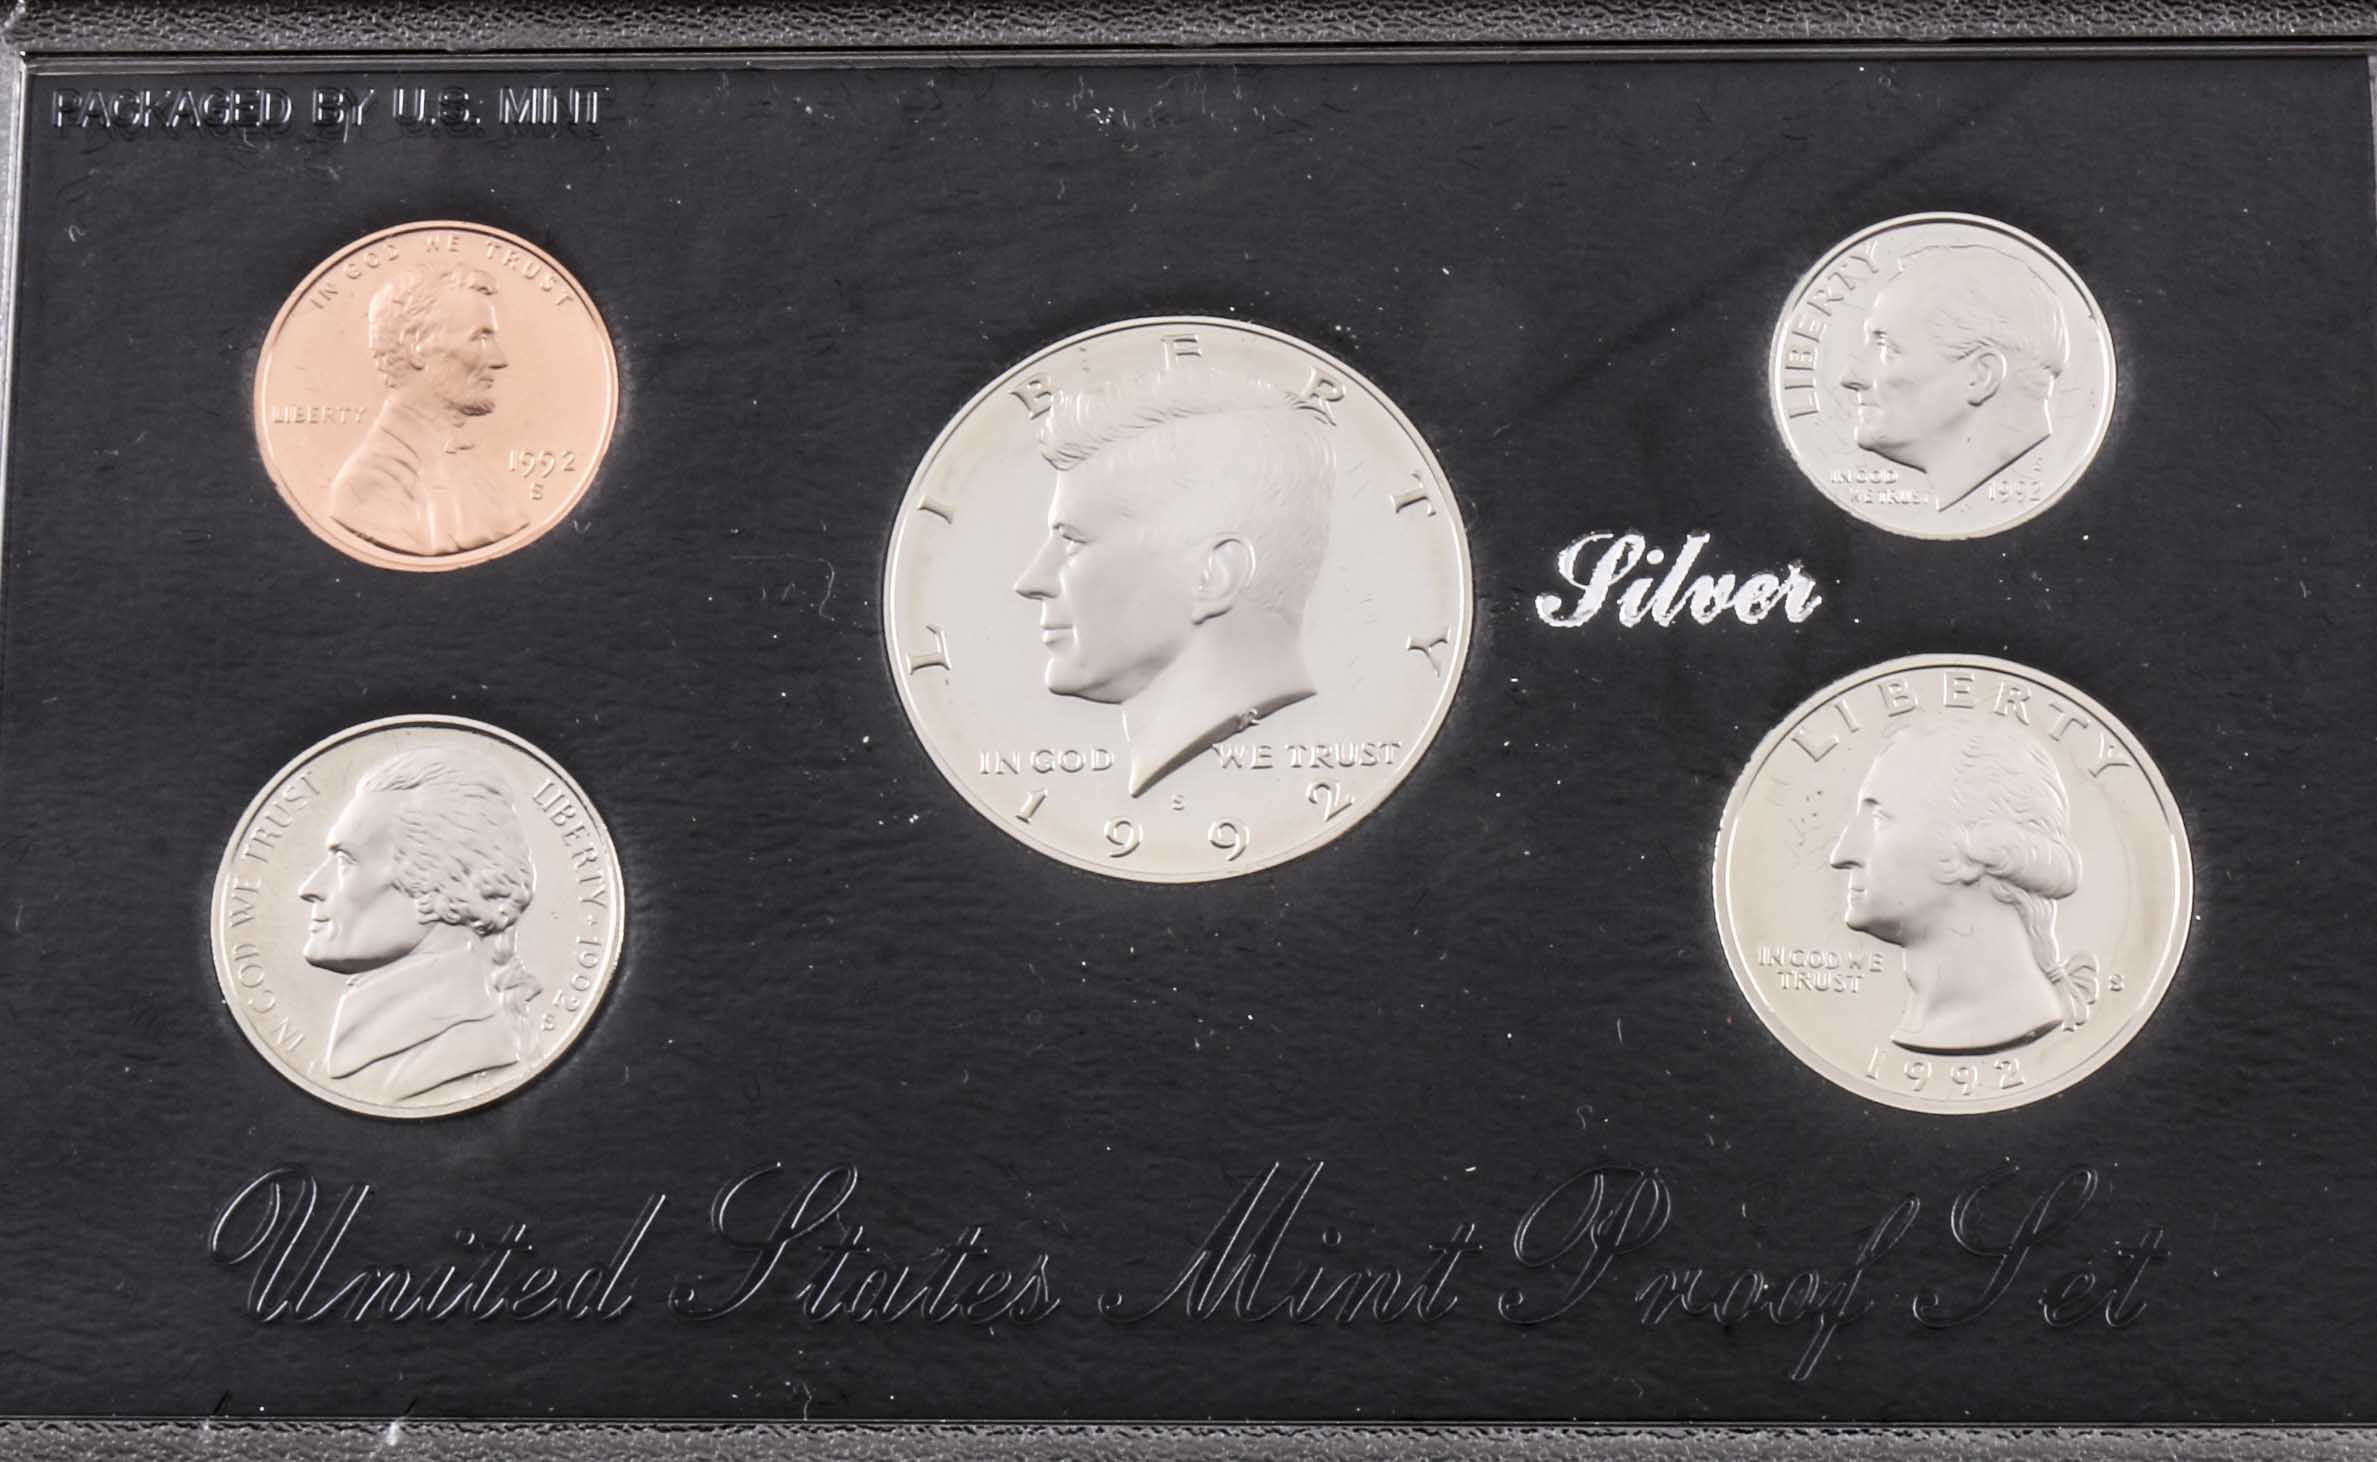 PACKAGED BY U.S. MINT
IN GOD WE TRUST
LIBERTY
1992
S
LIBERTY
IN GOD WE TRUST
S
1992
LIBERTY
IN GOD
WE TRUST
S
1992
Silver
IN GOD WE TRUST
LIBERTY · 1992
S
LIBERTY
IN GOD WE
TRUST
S
1992
United States Mint Proof Set